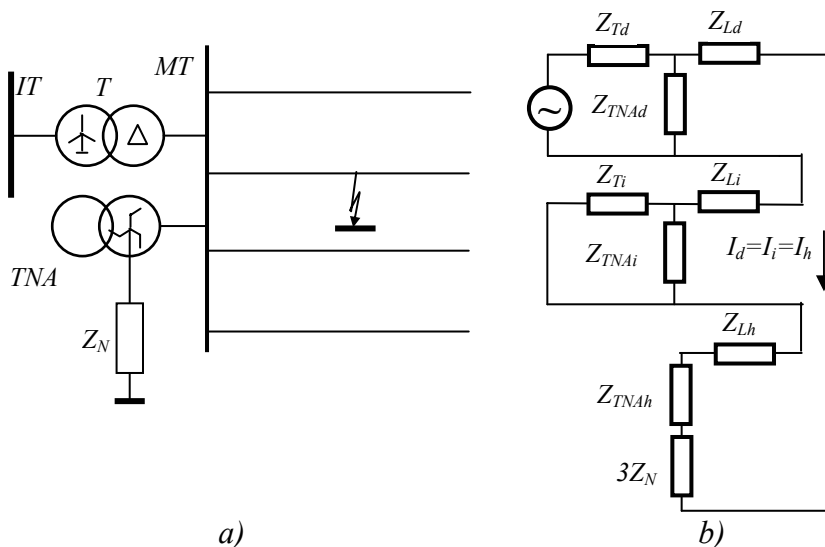 IT
T
MT
TNA
Z_N
a)
Z_Td
Z_Ld
Z_TNAd
Z_Ti
Z_Li
Z_TNAi
I_d=I_i=I_h
Z_Lh
Z_TNAh
3Z_N
b)